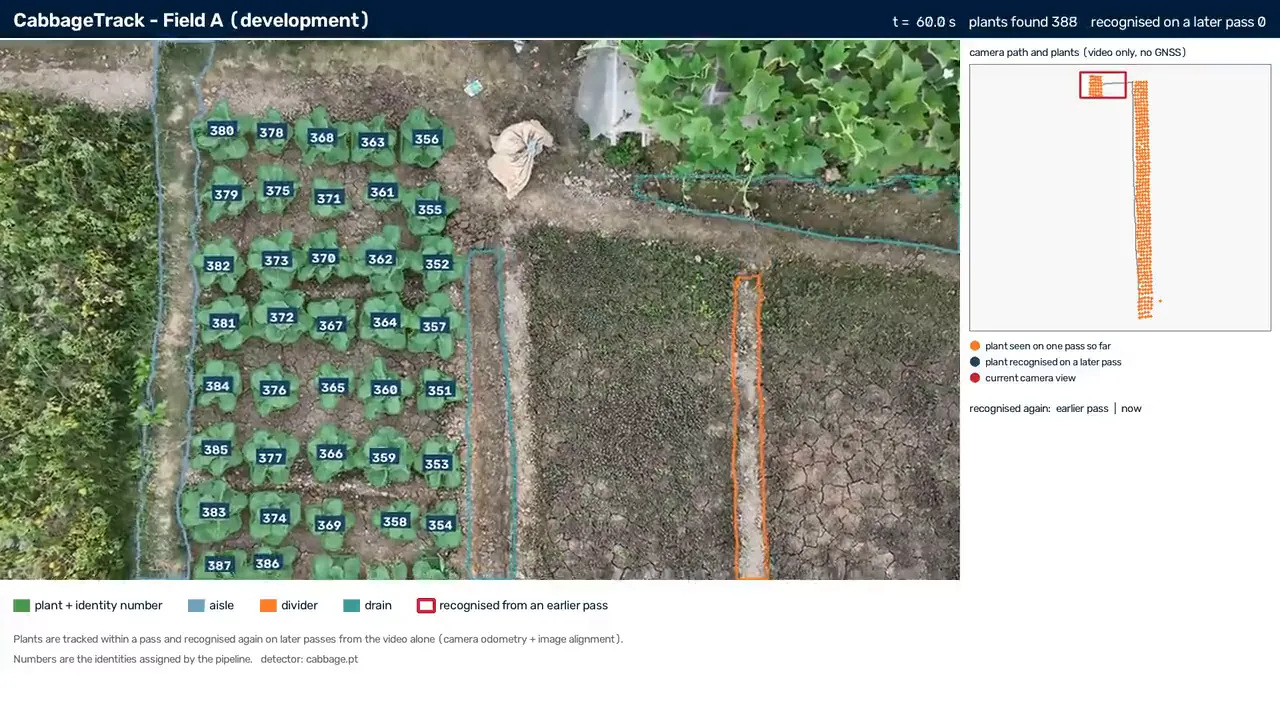 CabbageTrack - Field A (development)
t = 60.0 s plants found 388 recognised on a later pass 0
camera path and plants (video only, no GNSS)
380 378 368 363 356
379 375 371 361 355
382 373 370 362 352
381 372 367 364 357
384 376 365 360 351
385 377 366 359 353
383 374 369 358 354
387 386
plant seen on one pass so far
plant recognised on a later pass
current camera view
recognised again: earlier pass | now
plant + identity number aisle divider drain recognised from an earlier pass
Plants are tracked within a pass and recognised again on later passes from the video alone (camera odometry + image alignment).
Numbers are the identities assigned by the pipeline. detector: cabbage.pt